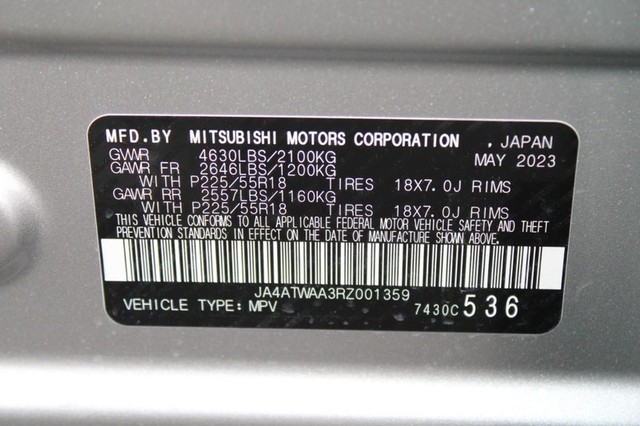 MFD.BY MITSUBISHI MOTORS CORPORATION , JAPAN
GVWR 4630LBS/2100KG MAY 2023
GAWR FR 2646LBS/1200KG
WITH P225/55R18 TIRES 18X7.0J RIMS
GAWR RR 2557LBS/1160KG
WITH P225/55R18 TIRES 18X7.0J RIMS
THIS VEHICLE CONFORMS TO ALL APPLICABLE FEDERAL MOTOR VEHICLE SAFETY AND THEFT
PREVENTION STANDARDS IN EFFECT ON THE DATE OF MANUFACTURE SHOWN ABOVE.
JA4ATWAA3RZ001359
VEHICLE TYPE: MPV 7430C 536